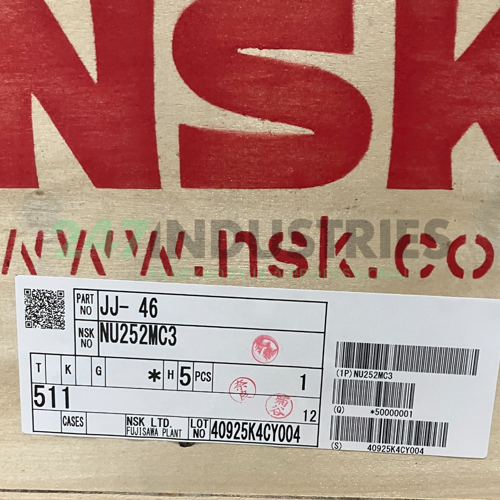 NSK
247 INDUSTRIES
www.nsk.co
PART NO JJ- 46
NSK NO NU252MC3
T K G * H 5 PCS 1
511 12
CASES NSK LTD. FUJISAWA PLANT LOT NO 40925K4CY004
(1P)NU252MC3
(Q) *50000001
(S) 40925K4CY004